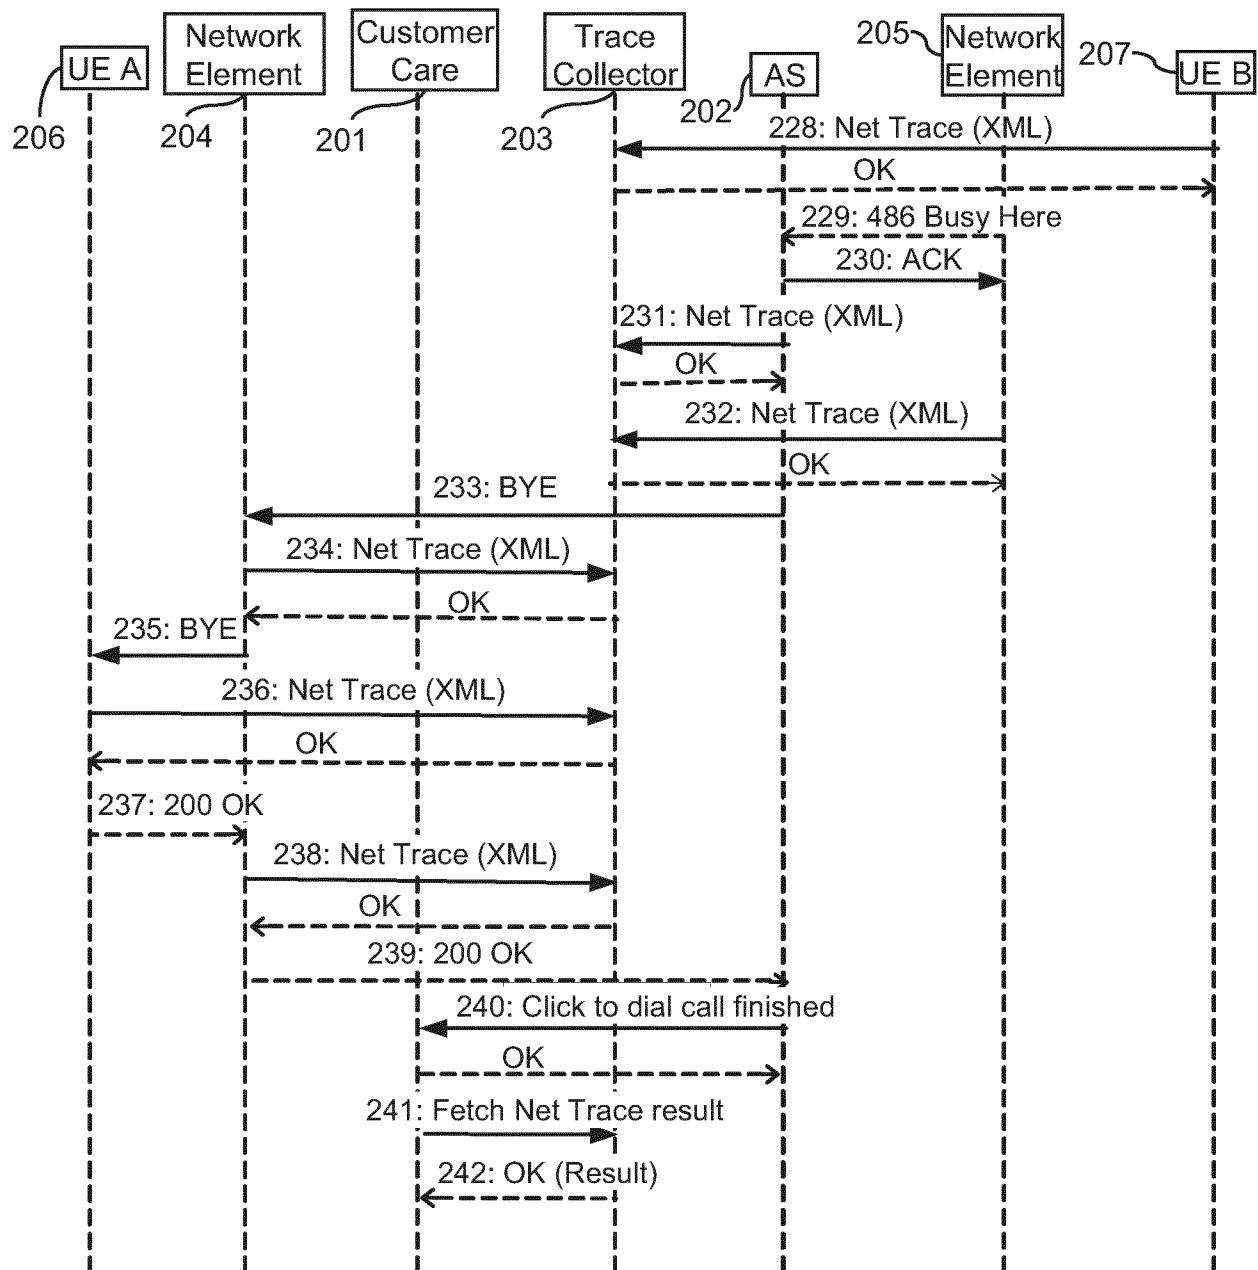 UE A
Network
Element
Customer
Care
Trace
Collector
AS
205
Network
Element
207
UE B
206
204
201
203
202
228: Net Trace (XML)
OK
229: 486 Busy Here
230: ACK
231: Net Trace (XML)
OK
232: Net Trace (XML)
OK
233: BYE
234: Net Trace (XML)
OK
235: BYE
236: Net Trace (XML)
OK
237: 200 OK
238: Net Trace (XML)
OK
239: 200 OK
240: Click to dial call finished
OK
241: Fetch Net Trace result
242: OK (Result)